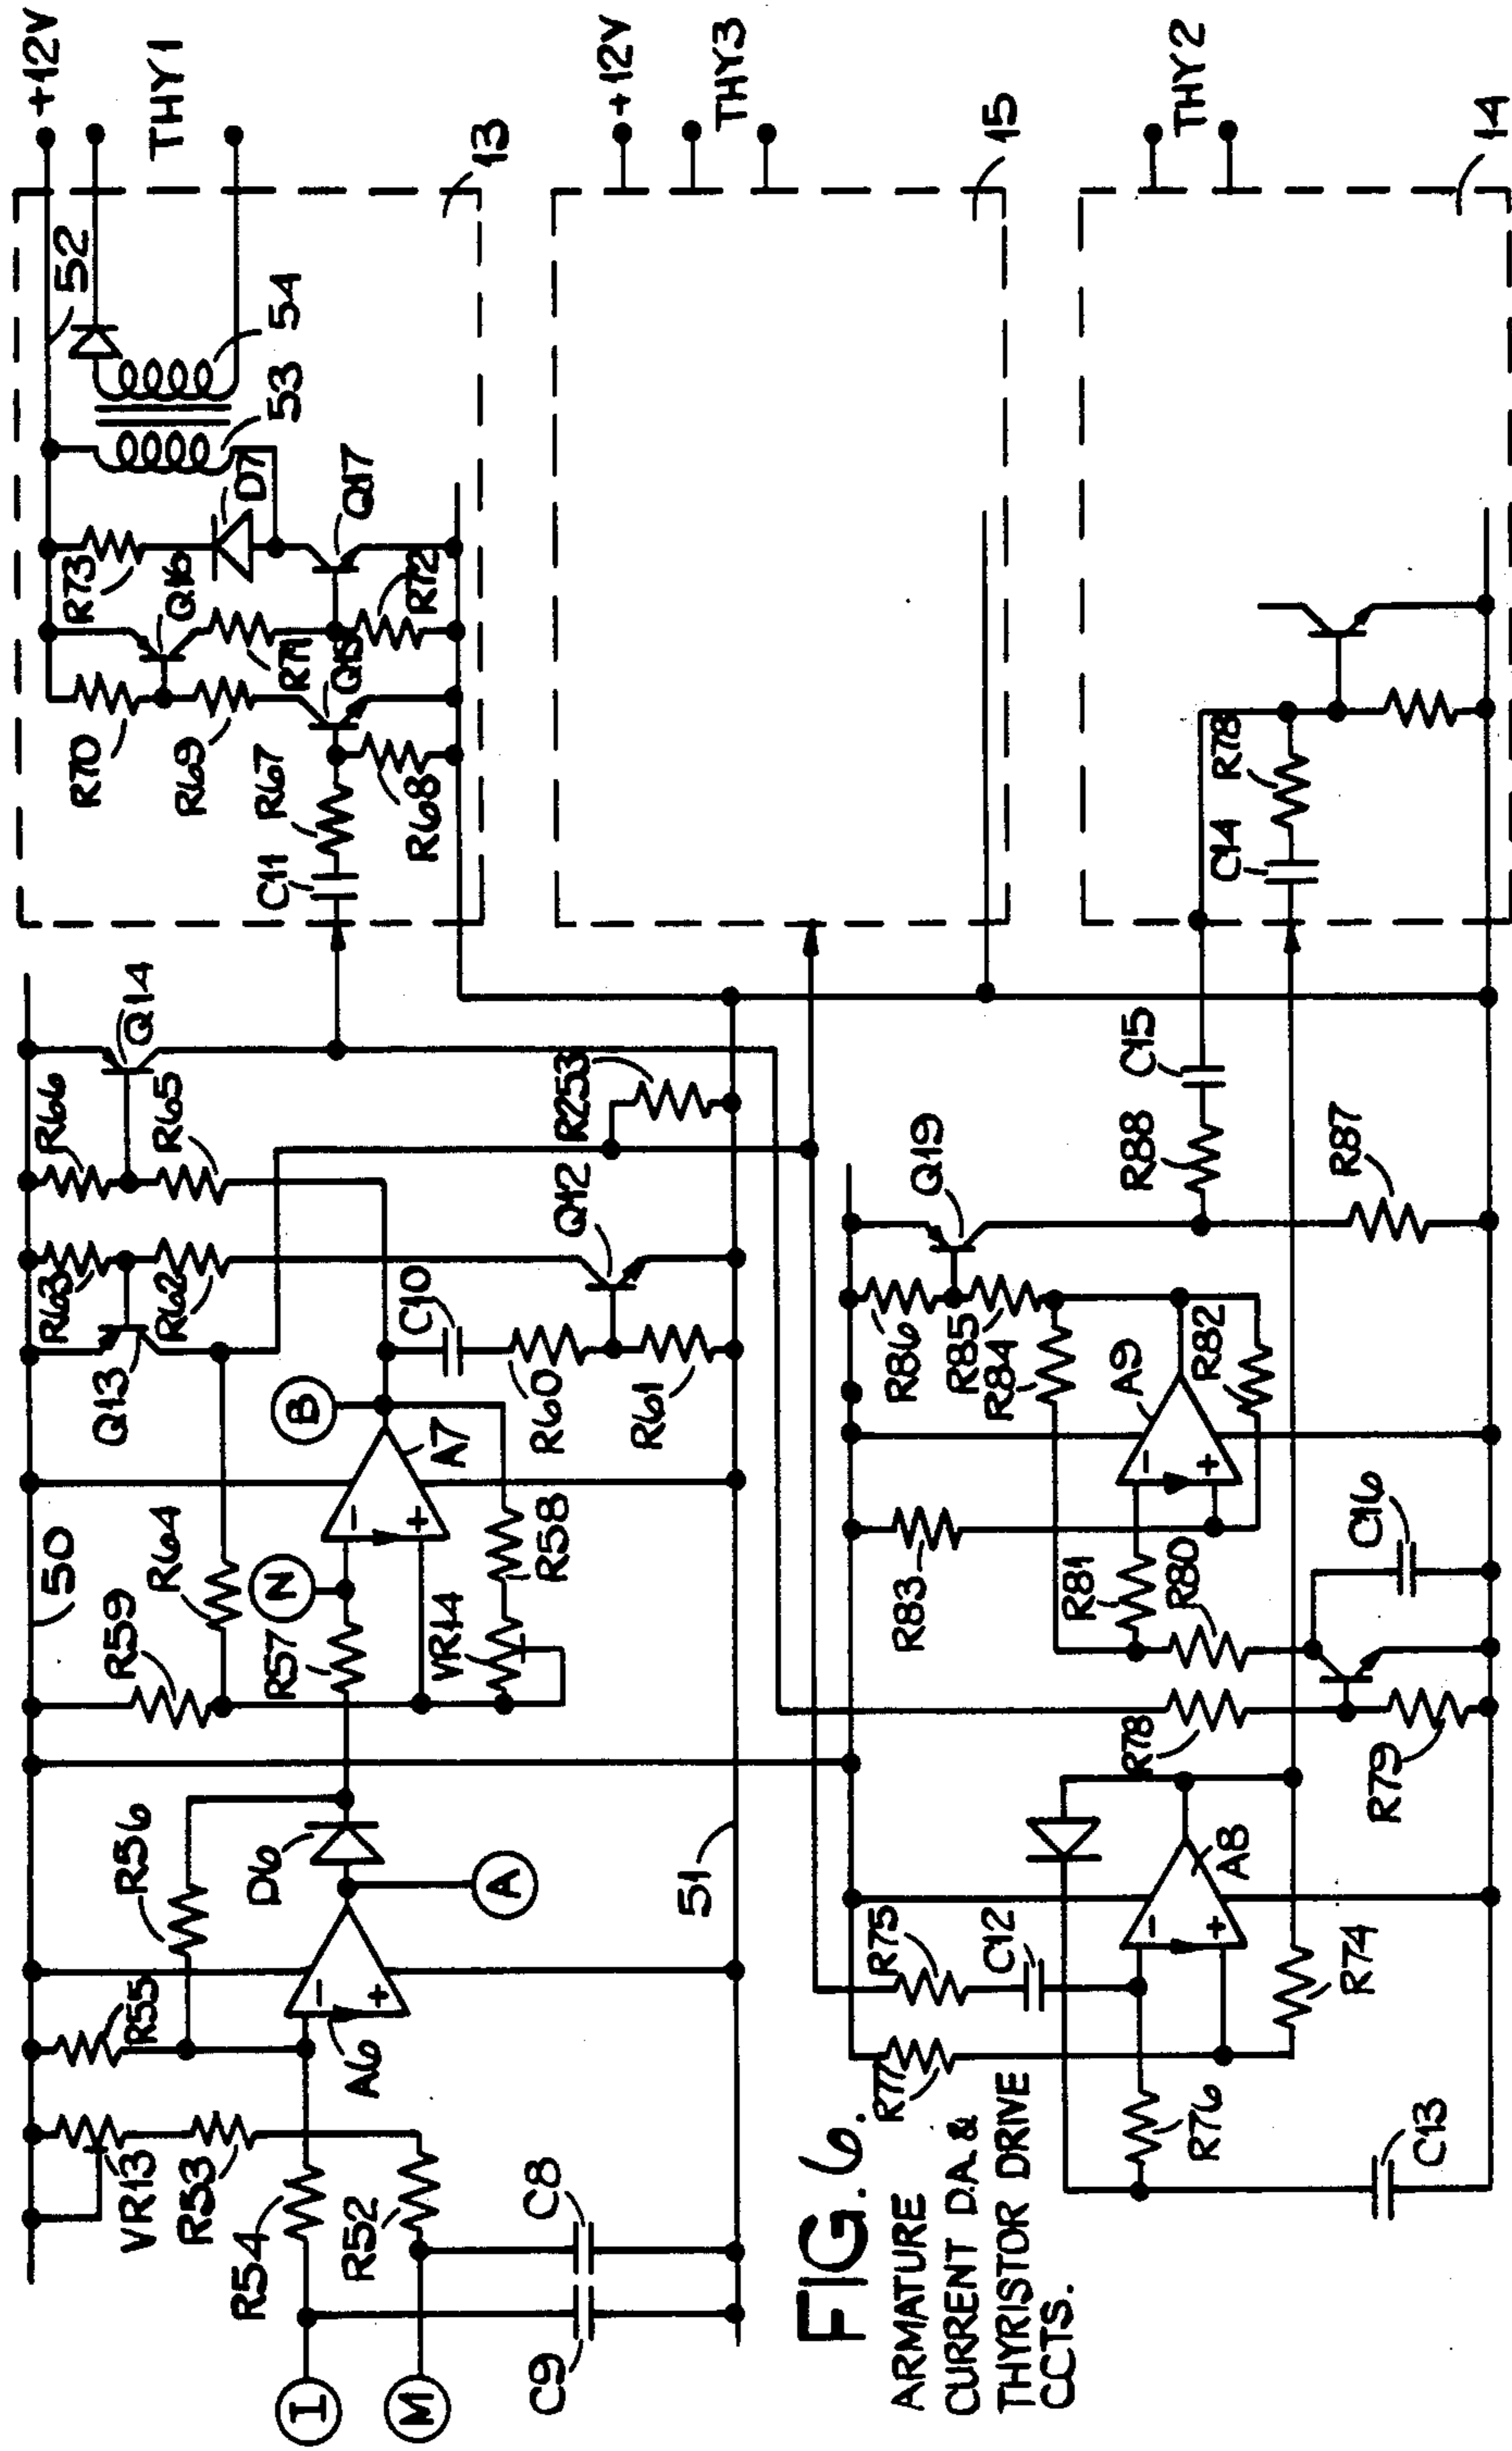 +12V
THY1
52
54
53
13
D7
Q17
R73
Q16
R71
Q15
R72
R70
R69
R67
R68
C11
+12V
THY3
15
THY2
14
R78
C14
50
R66
Q14
R65
R63
R62
Q13
Q12
R253
C10
B
R60
R61
A7
R64
R59
N
R57
R58
VR14
-
+
R56
D6
A
51
R55
A6
-
+
VR13
R53
R54
R52
C8
C9
I
M
C15
Q19
R88
R87
R86
R85
R84
A9
R82
-
+
R83
R81
R80
C16
R78
R79
A8
-
+
R75
C12
R77
R74
R76
C13
FIG. 6.
ARMATURE
CURRENT D.A. &
THYRISTOR DRIVE
CCTS.